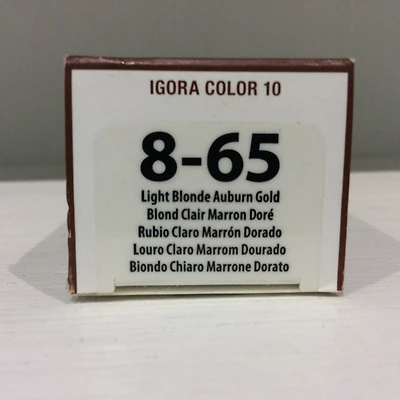 IGORA COLOR 10
8-65
Light Blonde Auburn Gold
Blond Clair Marron Doré
Rubio Claro Marrón Dorado
Louro Claro Marrom Dourado
Biondo Chiaro Marrone Dorato